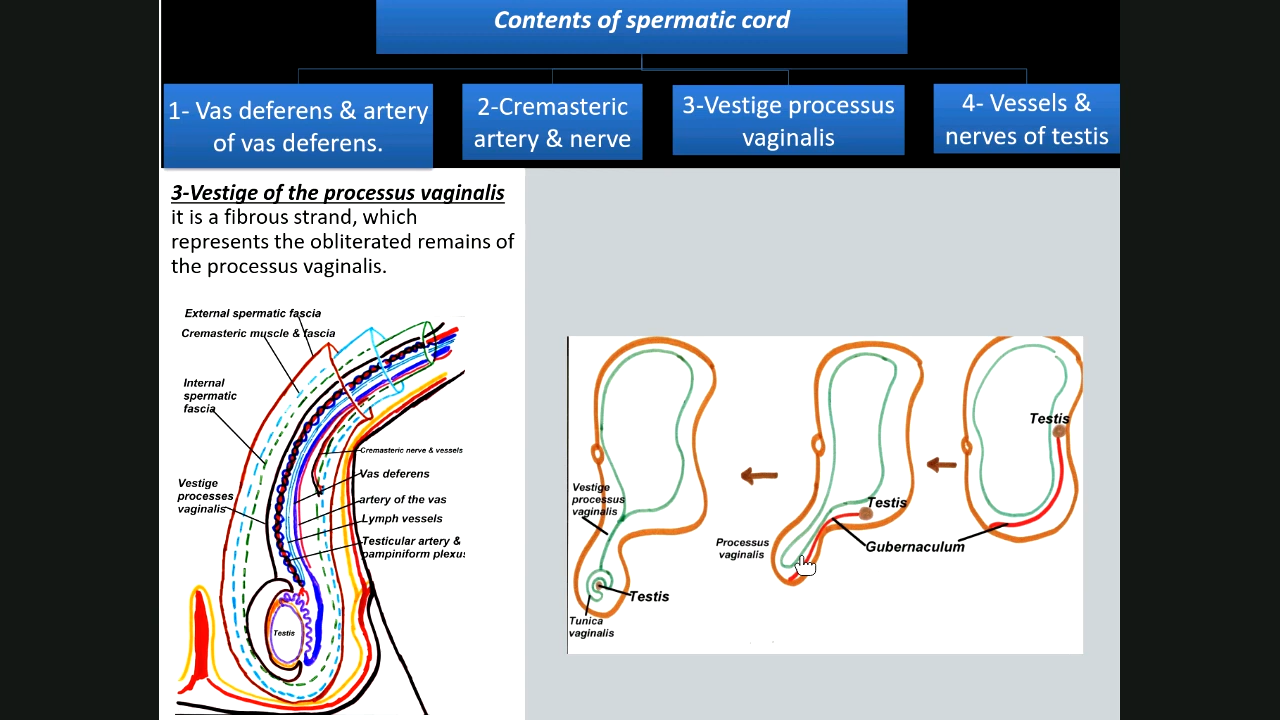 Contents of spermatic cord
1- Vas deferens & artery
of vas deferens.
2-Cremasteric
artery & nerve
3-Vestige processus
vaginalis
4- Vessels &
nerves of testis
3-Vestige of the processus vaginalis
it is a fibrous strand, which
represents the obliterated remains of
the processus vaginalis.
External spermatic fascia
Cremasteric muscle & fascia
Internal
spermatic
fascia
Vestige
processes
vaginalis
Cremasteric nerve & vessels
Vas deferens
artery of the vas
Lymph vessels
Testicular artery &
pampiniform plexus
Testis
Vestige
processus
vaginalis
Testis
Tunica
vaginalis
Processus
vaginalis
Testis
Gubernaculum
Testis